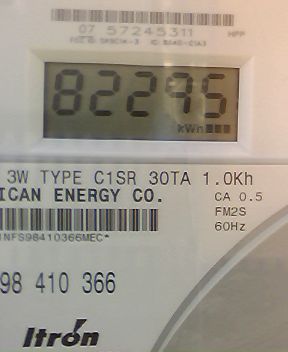 07 57245311 HPP
82295
kWh
3W TYPE C1SR 30TA 1.0Kh
ICAN ENERGY CO. CA 0.5
FM2S
60Hz
INFS98410366MEC*
98 410 366
Itron